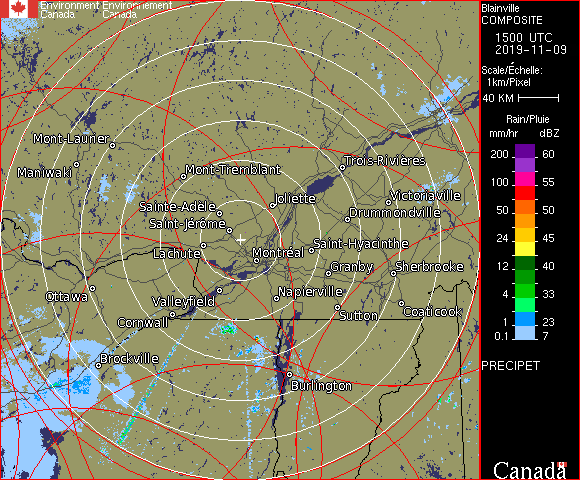 Environment Environnement
Canada Canada
Blainville
COMPOSITE
1500 UTC
2019-11-09
Scale/Échelle:
1km/Pixel
40 KM
Rain/Pluie
mm/hr dBZ
200 60
100 55
50 50
24 45
12 40
4 33
1 23
0.1 7
PRECIPET
Canada
Mont-Laurier
Maniwaki
Mont-Tremblant
Trois-Rivières
Joliette
Victoriaville
Sainte-Adèle
Drummondville
Saint-Jérôme
Saint-Hyacinthe
Lachute
Montréal
Granby
Sherbrooke
Ottawa
Valleyfield
Napierville
Cornwall
Sutton
Coaticook
Brockville
Burlington